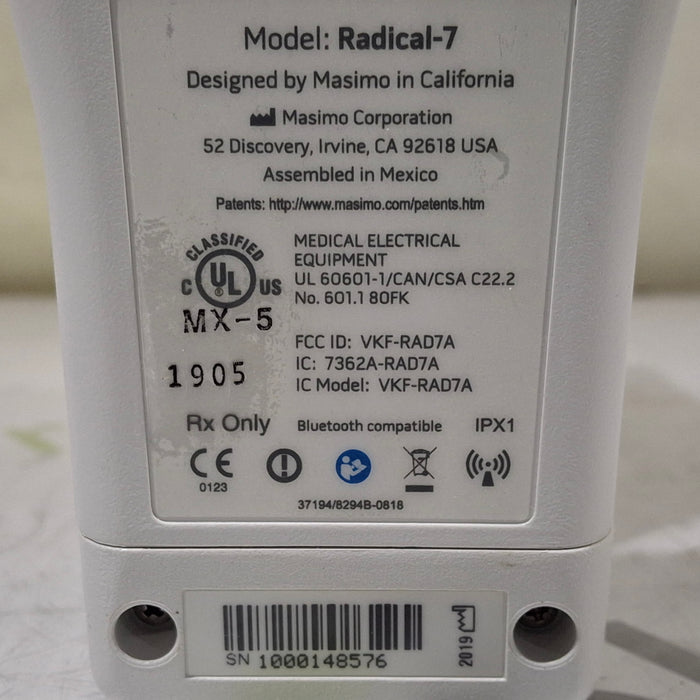 Model: Radical-7
Designed by Masimo in California
Masimo Corporation
52 Discovery, Irvine, CA 92618 USA
Assembled in Mexico
Patents: http://www.masimo.com/patents.htm
CLASSIFIED
C UL® US
MEDICAL ELECTRICAL
EQUIPMENT
UL 60601-1/CAN/CSA C22.2
No. 601.1 80FK
MX-5
1905
FCC ID: VKF-RAD7A
IC: 7362A-RAD7A
IC Model: VKF-RAD7A
Rx Only
Bluetooth compatible
IPX1
CE
0123
37194/8294B-0818
SN 1000148576
2019